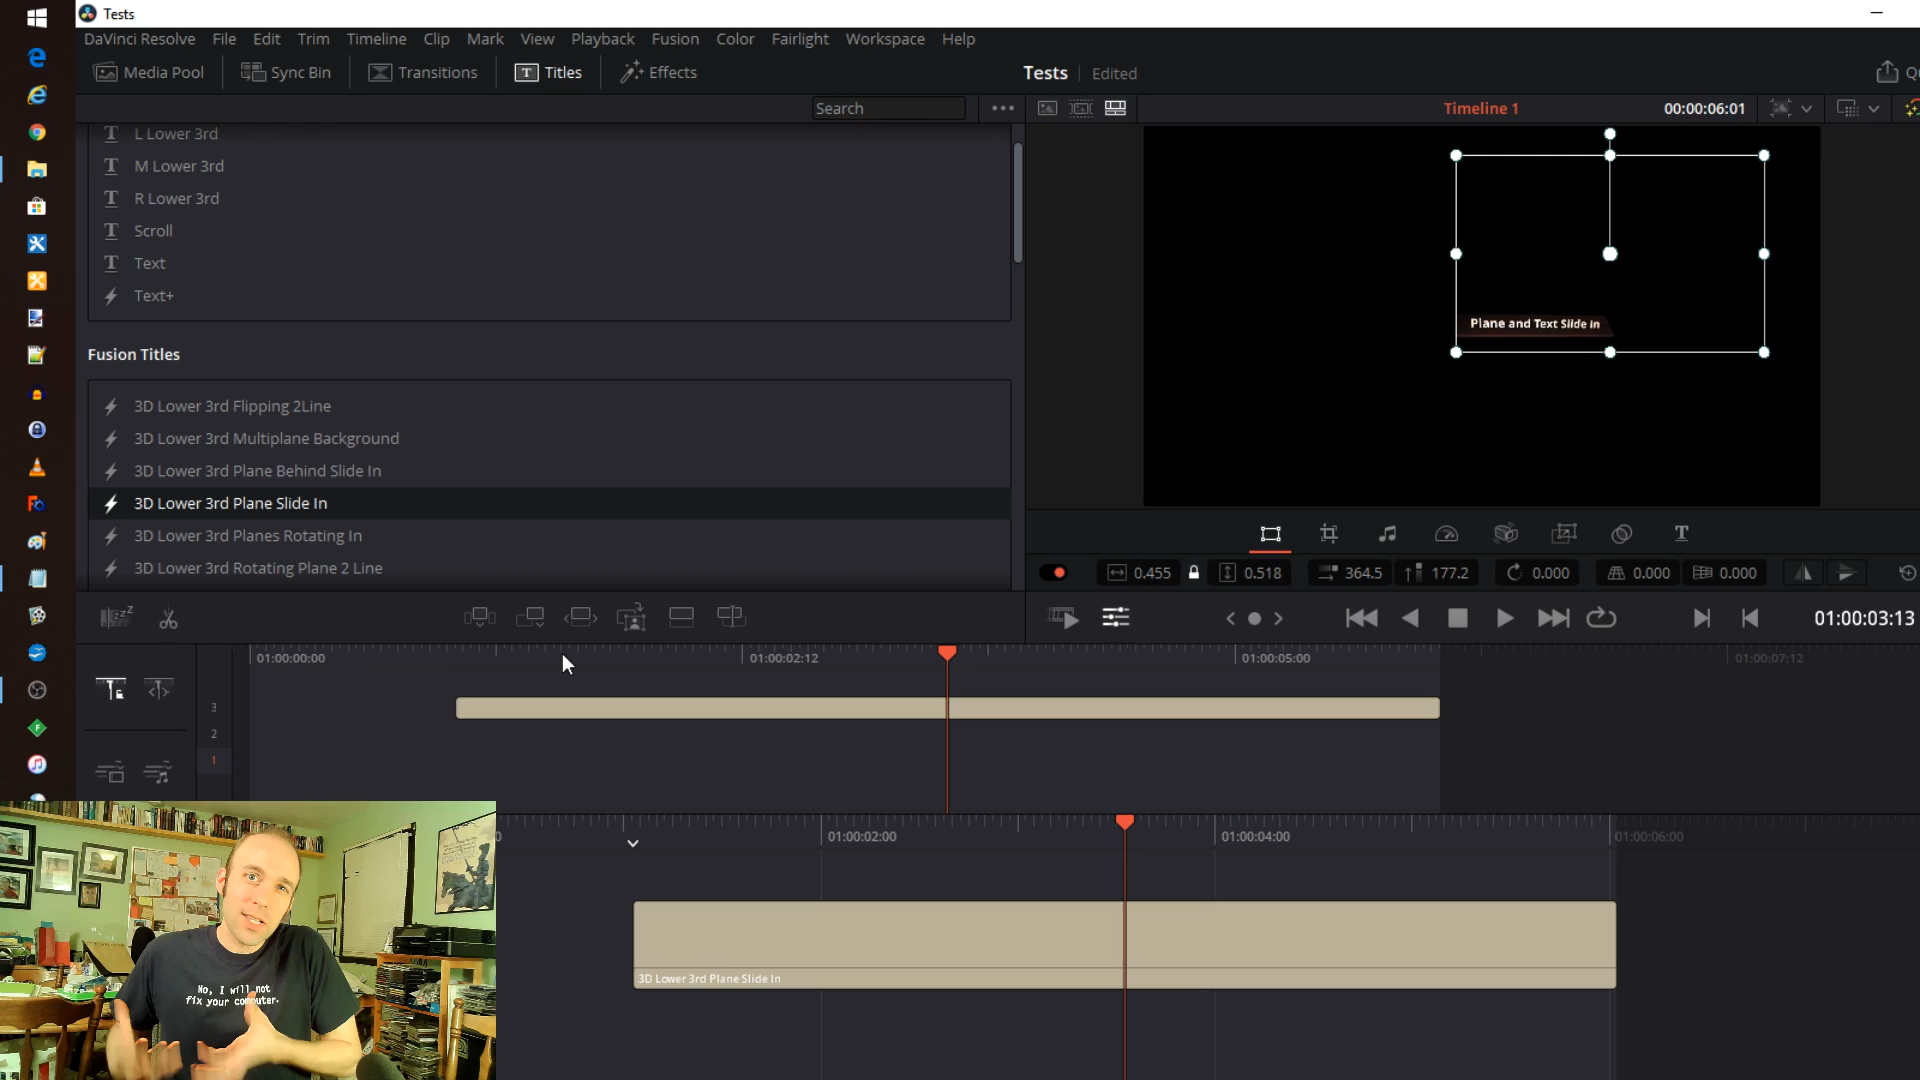 Tests
DaVinci Resolve File Edit Trim Timeline Clip Mark View Playback Fusion Color Fairlight Workspace Help
Media Pool Sync Bin Transitions Titles Effects
Tests Edited
Search
Timeline 1 00:00:06:01
L Lower 3rd
M Lower 3rd
R Lower 3rd
Scroll
Text
Text+
Fusion Titles
3D Lower 3rd Flipping 2Line
3D Lower 3rd Multiplane Background
3D Lower 3rd Plane Behind Slide In
3D Lower 3rd Plane Slide In
3D Lower 3rd Planes Rotating In
3D Lower 3rd Rotating Plane 2 Line
Plane and Text Slide In
0.455 0.518 364.5 177.2 0.000 0.000 0.000
01:00:03:13
01:00:00:00 01:00:02:12 01:00:05:00 01:00:07:12
3
2
1
01:00:02:00 01:00:04:00 01:00:06:00
3D Lower 3rd Plane Slide In
No, I will not
fix your computer.